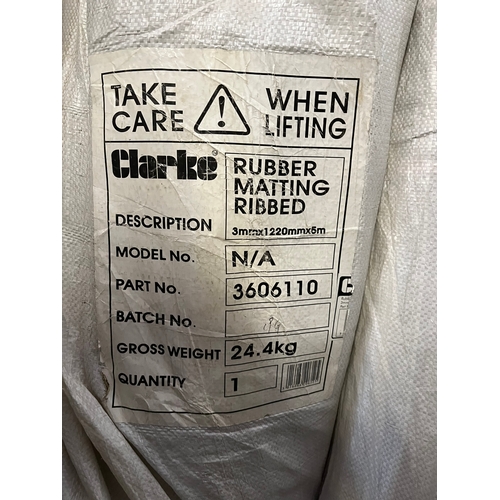 TAKE CARE ! WHEN LIFTING
Clarke
DESCRIPTION RUBBER MATTING RIBBED
3mmx1220mmx5m
MODEL No. N/A
PART No. 3606110
BATCH No.
GROSS WEIGHT 24.4kg
QUANTITY 1